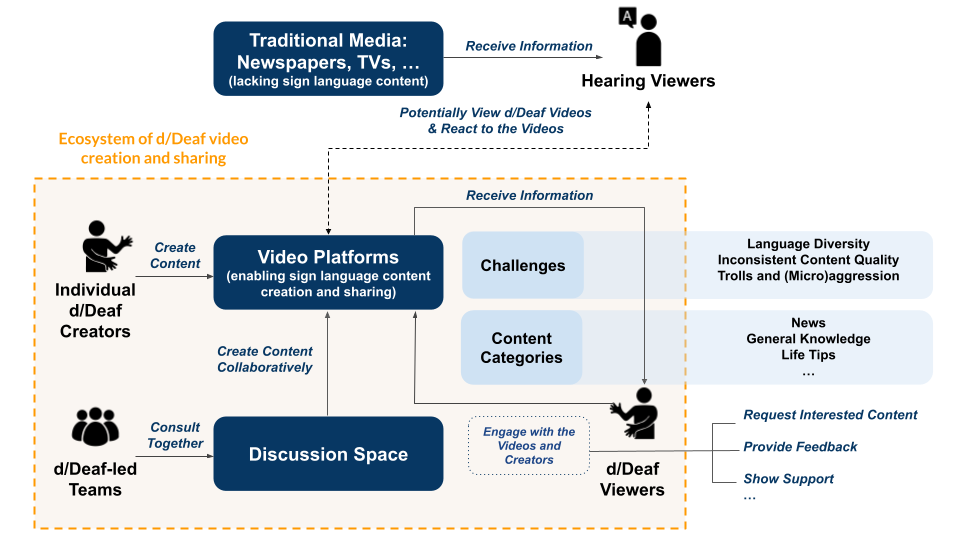 Traditional Media:
Newspapers, TVs, …
(lacking sign language content)
Receive Information
A
Hearing Viewers
Potentially View d/Deaf Videos
& React to the Videos
Ecosystem of d/Deaf video
creation and sharing
Receive Information
Individual
d/Deaf
Creators
Create
Content
Video Platforms
(enabling sign language content
creation and sharing)
Challenges
Language Diversity
Inconsistent Content Quality
Trolls and (Micro)aggression
Content
Categories
News
General Knowledge
Life Tips
…
Create Content
Collaboratively
d/Deaf-led
Teams
Consult
Together
Discussion Space
Engage with the
Videos and
Creators
d/Deaf
Viewers
Request Interested Content
Provide Feedback
Show Support
…